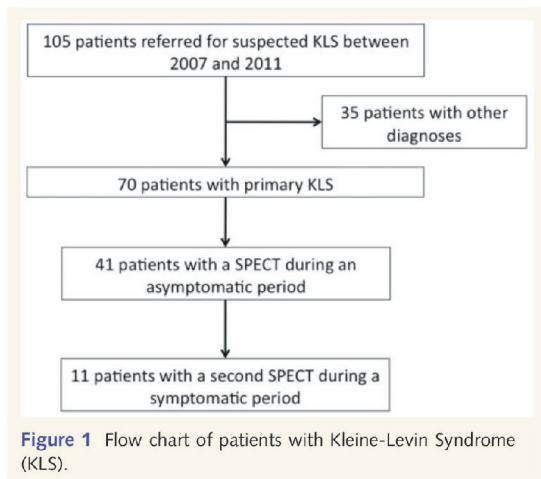 105 patients referred for suspected KLS between
2007 and 2011
35 patients with other
diagnoses
70 patients with primary KLS
41 patients with a SPECT during an
asymptomatic period
11 patients with a second SPECT during a
symptomatic period
Figure 1 Flow chart of patients with Kleine-Levin Syndrome
(KLS).